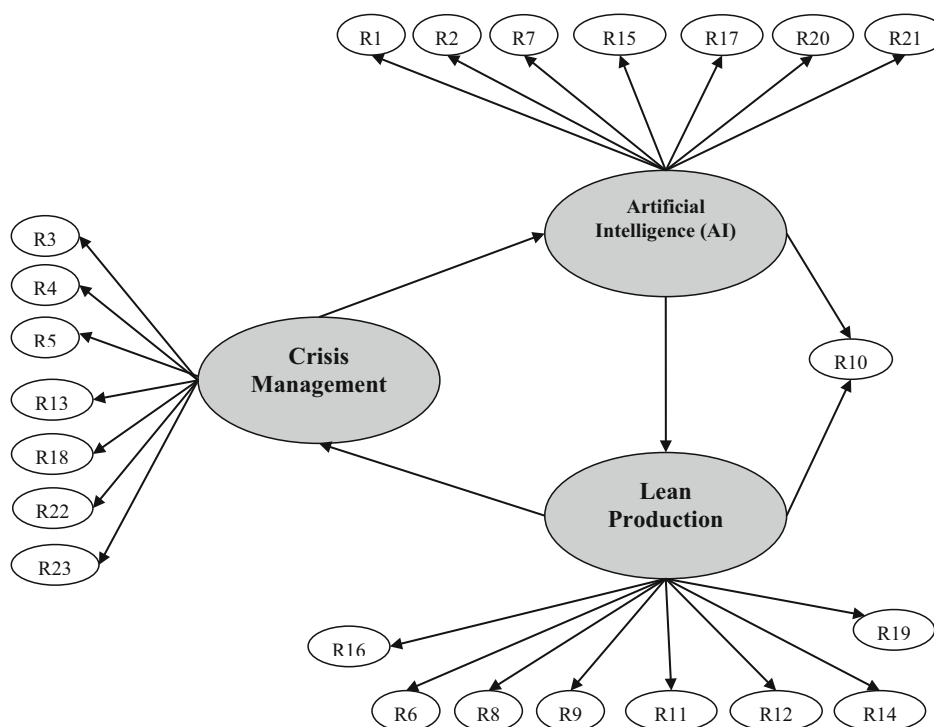 R1
R2
R7
R15
R17
R20
R21
Artificial
Intelligence (AI)
R3
R4
R5
R13
R18
R22
R23
Crisis
Management
R10
Lean
Production
R16
R19
R6
R8
R9
R11
R12
R14